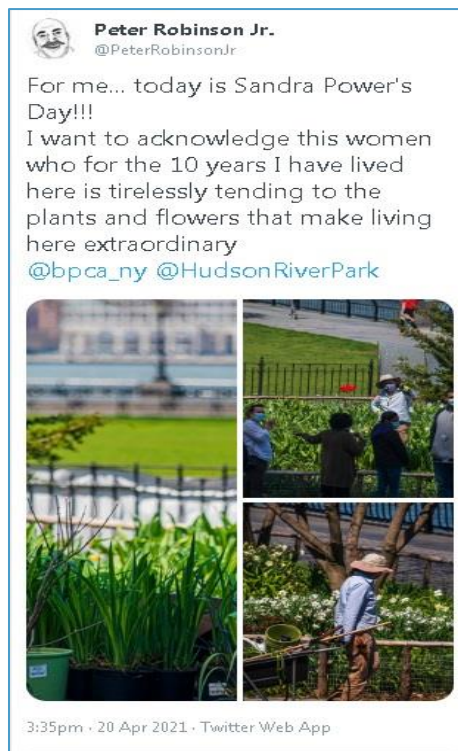 Peter Robinson Jr.
@PeterRobinsonJr
For me... today is Sandra Power's
Day!!!
I want to acknowledge this women
who for the 10 years I have lived
here is tirelessly tending to the
plants and flowers that make living
here extraordinary
@bpca_ny @HudsonRiverPark
3:35pm · 20 Apr 2021 · Twitter Web App